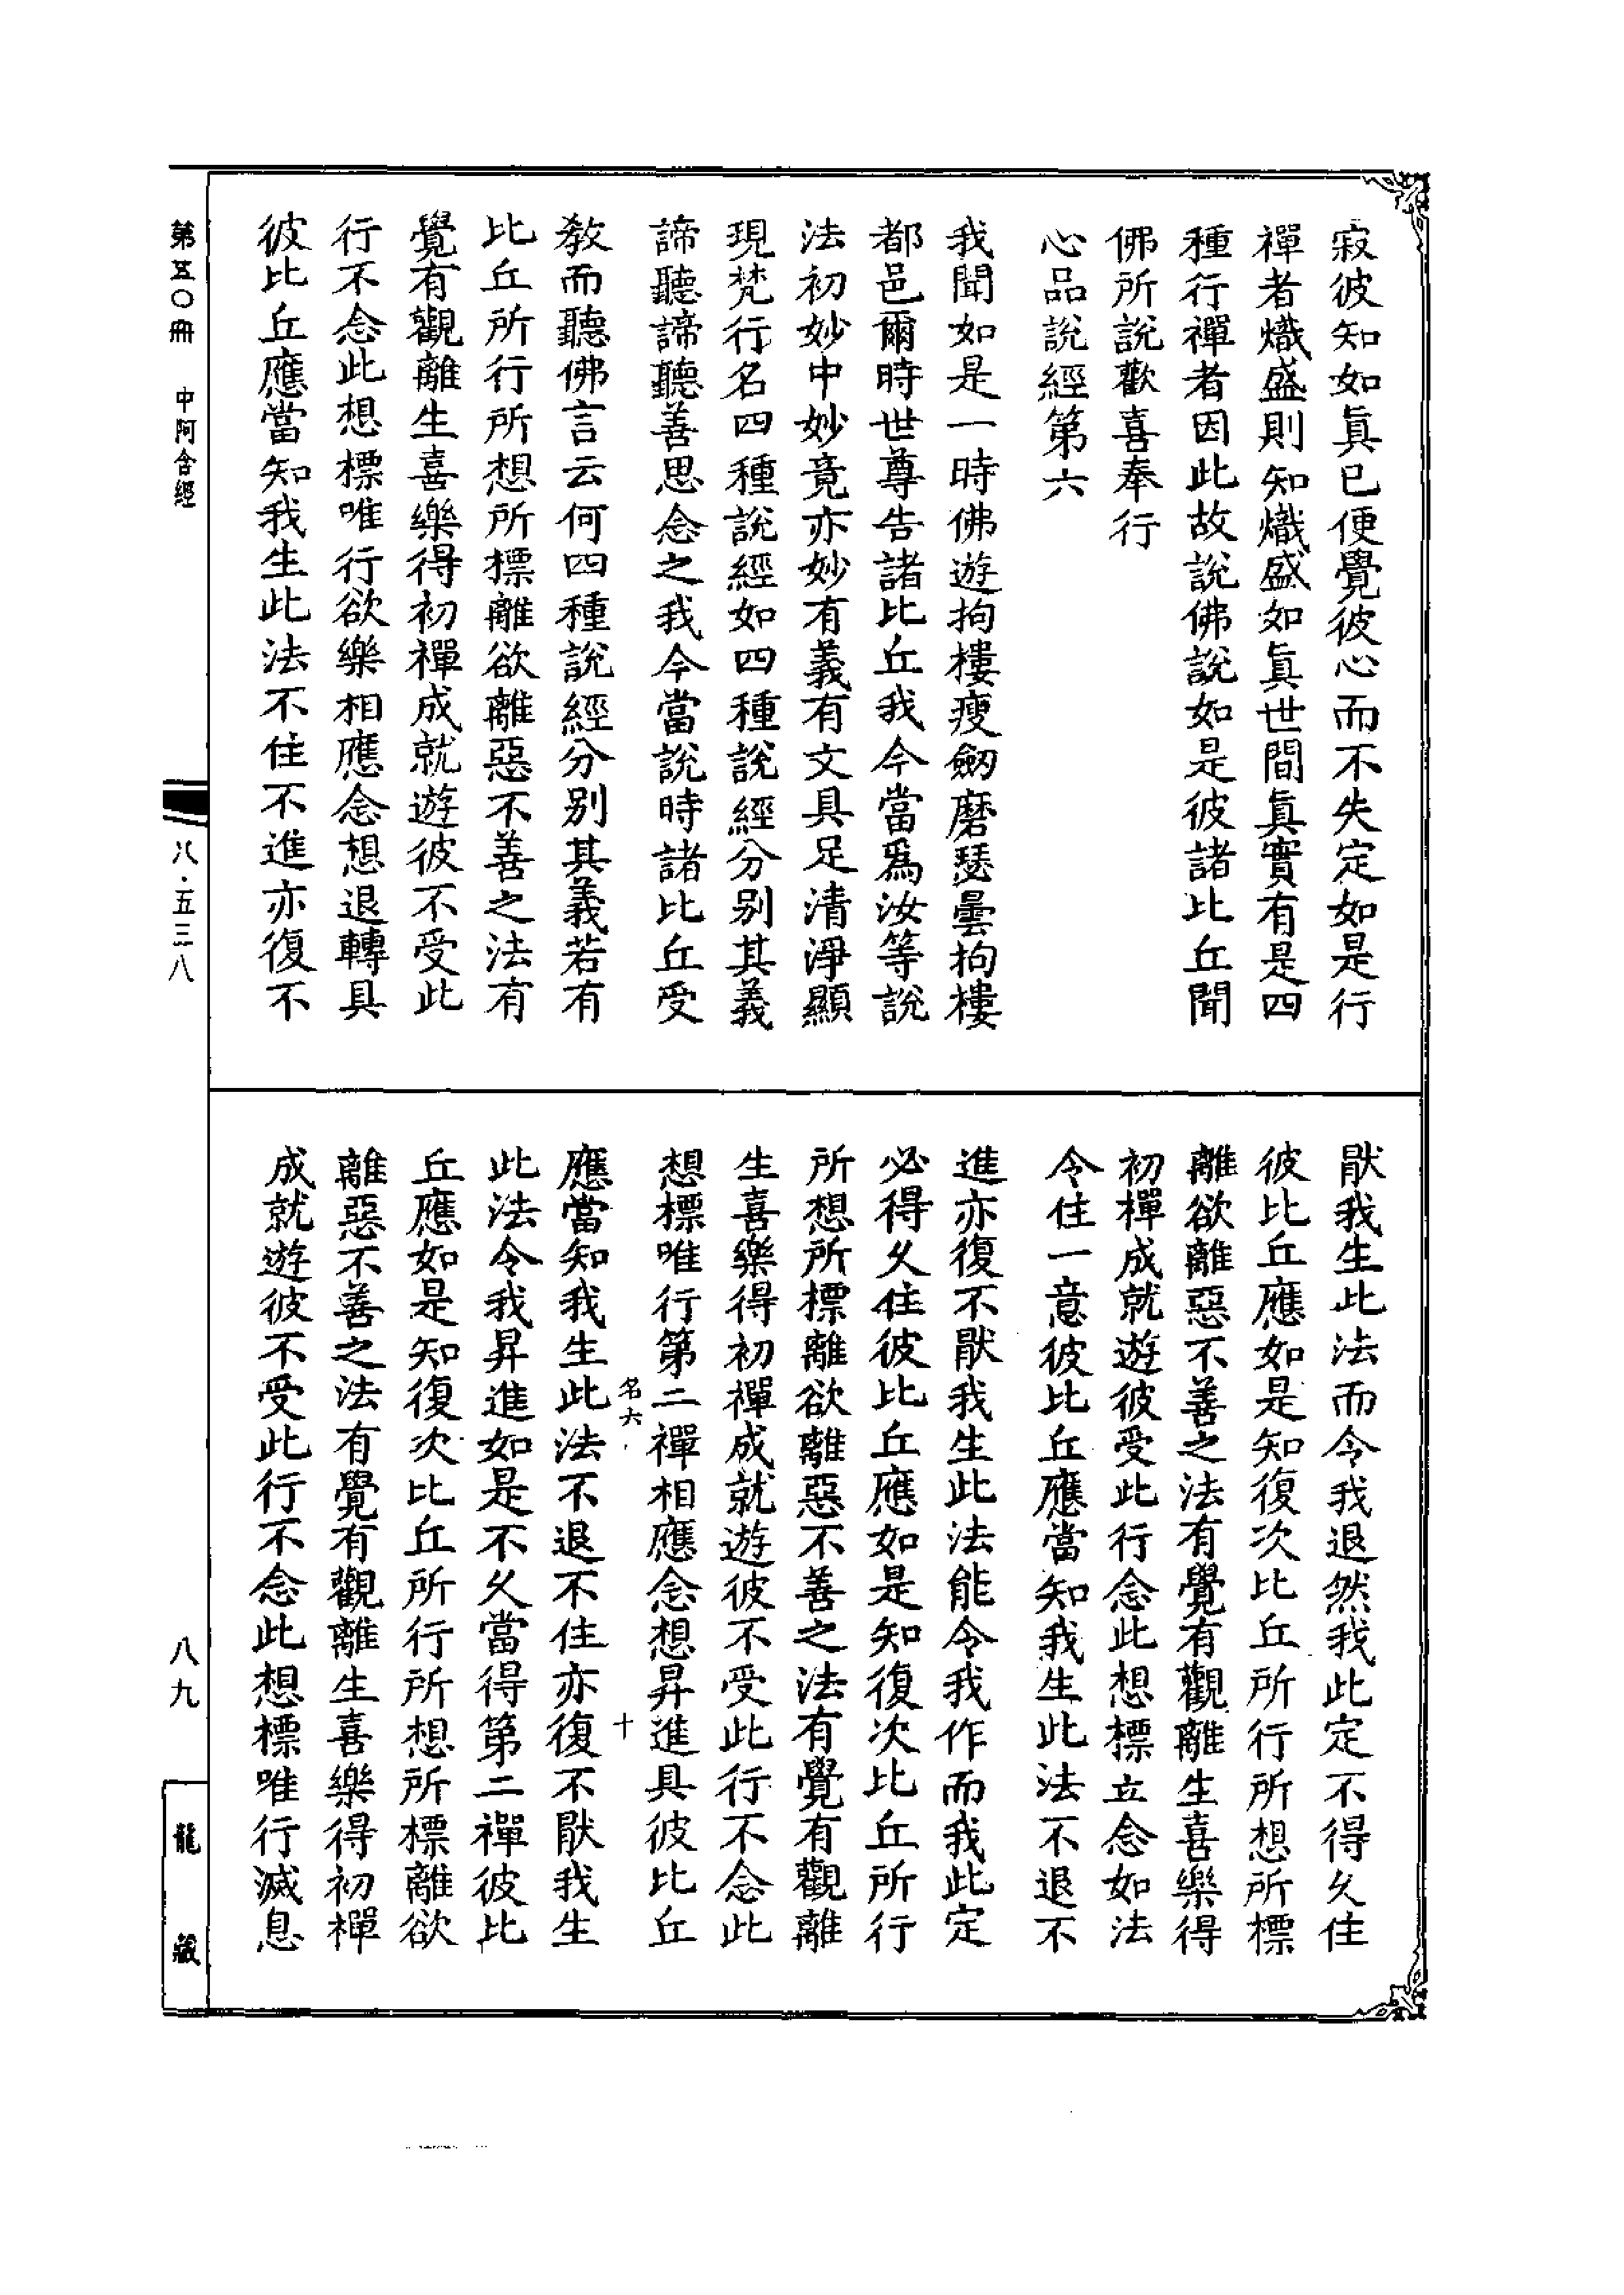 寂彼知如眞已便覺彼心而不失定如是行
禪者熾盛則知熾盛如眞世間眞實有是四
種行禪者因此故說佛說如是彼諸比丘聞
佛所說歡喜奉行
心品說經第六
我聞如是一時佛遊拘樓瘦劒磨瑟曇拘樓
都邑爾時世尊告諸比丘我今當爲汝等說
法初妙中妙竟亦妙有義有文具足清淨顯
現梵行名四種說經如四種說經分別其義
諦聽諦聽善思念之我今當說時諸比丘受
教而聽佛言云何四種說經分別其義若有
比丘所行所想所標離欲離惡不善之法有
覺有觀離生喜樂得初禪成就遊彼不受此
行不念此想標唯行欲樂相應念想退轉具
彼比丘應當知我生此法不住不進亦復不
猒我生此法而令我退然我此定不得久住
彼比丘應如是知復次比丘所行所想所標
離欲離惡不善之法有覺有觀離生喜樂得
初禪成就遊彼受此行念此想標立念如法
令住一意彼比丘應當知我生此法不退不
進亦復不猒我生此法能令我作而我此定
必得久住彼比丘應如是知復次比丘所行
所想所標離欲離惡不善之法有覺有觀離
生喜樂得初禪成就遊彼不受此行不念此
想標唯行第二禪相應念想昇進具彼比丘
名六 十
應當知我生此法不退不住亦復不猒我生
此法令我昇進如是不久當得第二禪彼比
丘應如是知復次比丘所行所想所標離欲
離惡不善之法有覺有觀離生喜樂得初禪
成就遊彼不受此行不念此想標唯行滅息
第五〇冊 中阿含經
八·五三八
八九
龍藏